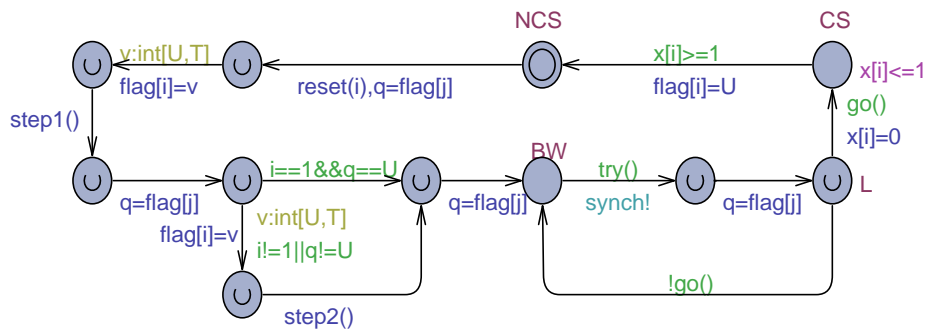 NCS
CS
v:int[U,T]
x[i]>=1
x[i]<=1
flag[i]=v
reset(i),q=flag[j]
flag[i]=U
go()
step1()
x[i]=0
BW
i==1&&q==U
try()
L
q=flag[j]
q=flag[j]
synch!
q=flag[j]
v:int[U,T]
flag[i]=v
i!=1||q!=U
!go()
step2()